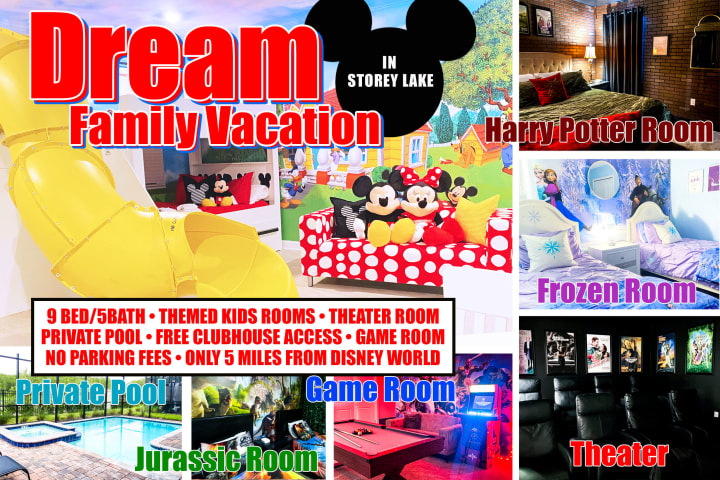 Dream
Family Vacation
IN
STOREY LAKE
Harry Potter Room
Frozen Room
9 BED/5BATH • THEMED KIDS ROOMS • THEATER ROOM
PRIVATE POOL • FREE CLUBHOUSE ACCESS • GAME ROOM
NO PARKING FEES • ONLY 5 MILES FROM DISNEY WORLD
Private Pool
Game Room
Jurassic Room
Theater